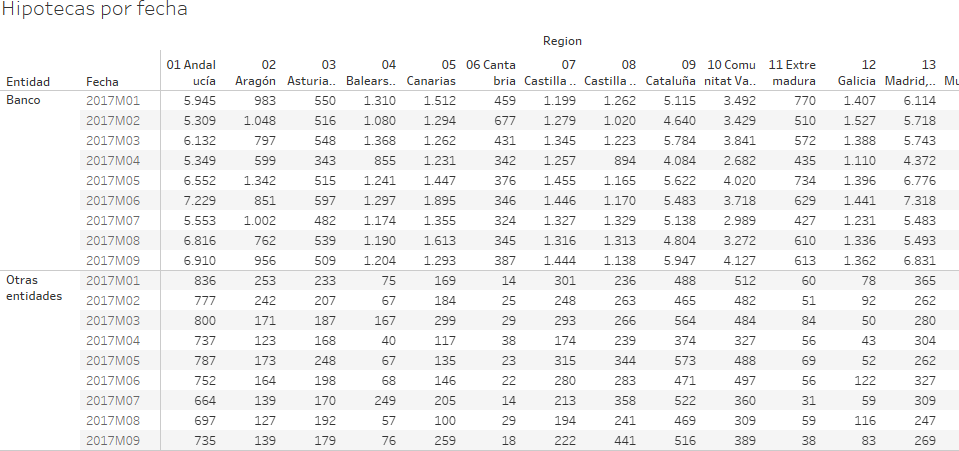 Hipotecas por fecha
Region
01 Andal 02 03 04 05 06 Canta 07 08 09 10 Comu 11 Extre 12 13
Entidad Fecha ucía Aragón Asturia.. Balears.. Canarias bria Castilla .. Castilla .. Cataluña nitat Va.. madura Galicia Madrid,.. Mu
Banco 2017M01 5.945 983 550 1.310 1.512 459 1.199 1.262 5.115 3.492 770 1.407 6.114
2017M02 5.309 1.048 516 1.080 1.294 677 1.279 1.020 4.640 3.429 510 1.527 5.718
2017M03 6.132 797 548 1.368 1.262 431 1.345 1.223 5.784 3.841 572 1.388 5.743
2017M04 5.349 599 343 855 1.231 342 1.257 894 4.084 2.682 435 1.110 4.372
2017M05 6.552 1.342 515 1.241 1.447 376 1.455 1.165 5.622 4.020 734 1.396 6.776
2017M06 7.229 851 597 1.297 1.895 346 1.446 1.170 5.483 3.718 629 1.441 7.318
2017M07 5.553 1.002 482 1.174 1.355 324 1.327 1.329 5.138 2.989 427 1.231 5.483
2017M08 6.816 762 539 1.190 1.613 345 1.316 1.313 4.804 3.272 610 1.336 5.493
2017M09 6.910 956 509 1.204 1.293 387 1.444 1.138 5.947 4.127 613 1.362 6.831
Otras 2017M01 836 253 233 75 169 14 301 236 488 512 60 78 365
entidades 2017M02 777 242 207 67 184 25 248 263 465 482 51 92 262
2017M03 800 171 187 167 299 29 293 266 564 484 84 50 280
2017M04 737 123 168 40 117 38 174 239 374 327 56 43 304
2017M05 787 173 248 67 135 23 315 344 573 488 69 52 262
2017M06 752 164 198 68 146 22 280 283 471 497 56 122 327
2017M07 664 139 170 249 205 14 213 358 522 360 31 59 309
2017M08 697 127 192 57 100 29 194 241 469 309 59 116 247
2017M09 735 139 179 76 259 18 222 441 516 389 38 83 269